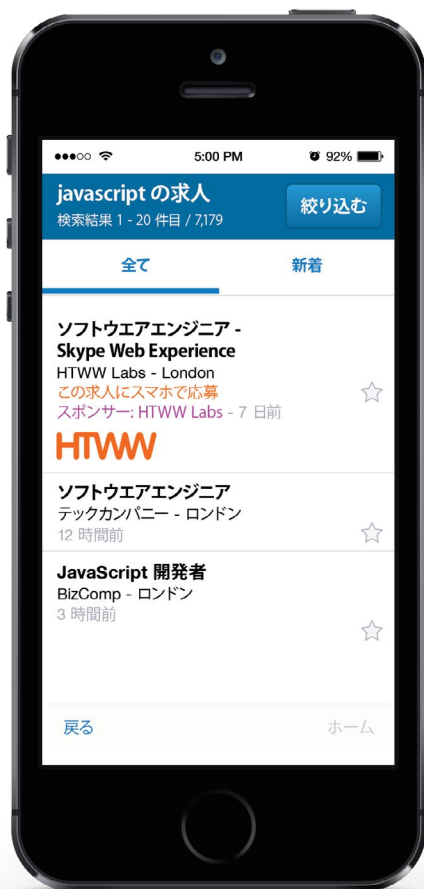 5:00 PM
92%
javascript の求人
絞り込む
検索結果 1 - 20 件目 / 7,179
全て
新着
ソフトウエアエンジニア -
Skype Web Experience
HTWW Labs - London
この求人にスマホで応募
スポンサー: HTWW Labs - 7 日前
HTWW
ソフトウエアエンジニア
テックカンパニー - ロンドン
12 時間前
JavaScript 開発者
BizComp - ロンドン
3 時間前
戻る
ホーム